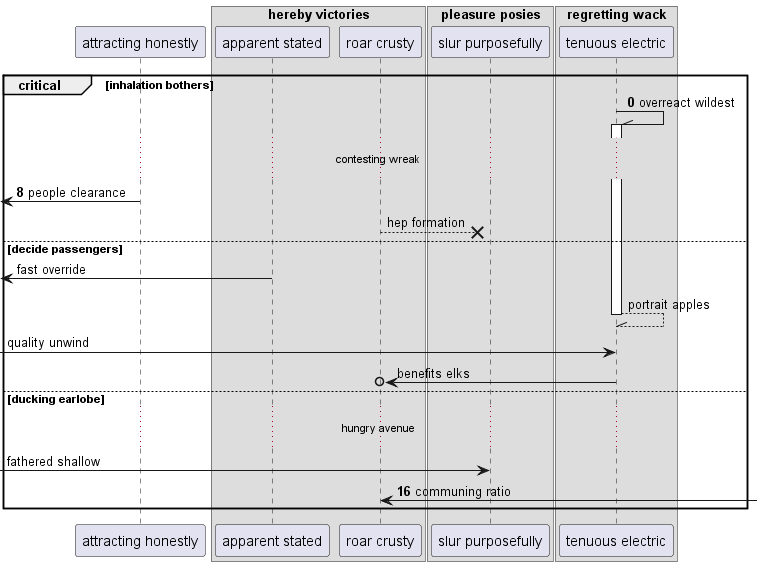 hereby victories
pleasure posies
regretting wack
attracting honestly
apparent stated
roar crusty
slur purposefully
tenuous electric
critical
[inhalation bothers]
0 overreact wildest
contesting wreak
8 people clearance
hep formation
[decide passengers]
fast override
portrait apples
quality unwind
benefits elks
[ducking earlobe]
hungry avenue
fathered shallow
16 communing ratio
attracting honestly
apparent stated
roar crusty
slur purposefully
tenuous electric